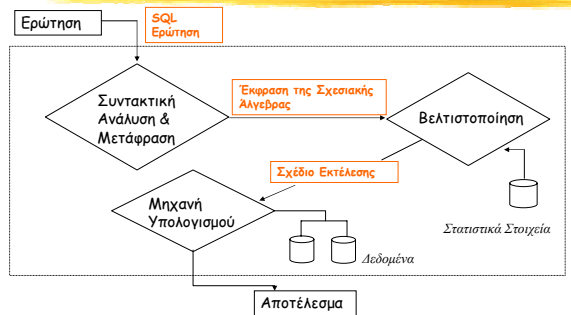 Ερώτηση
SQL
Ερώτηση
Συντακτική
Ανάλυση &
Μετάφραση
Έκφραση της Σχεσιακής
Άλγεβρας
Βελτιστοποίηση
Σχέδιο Εκτέλεσης
Μηχανή
Υπολογισμού
Στατιστικά Στοιχεία
Δεδομένα
Αποτέλεσμα